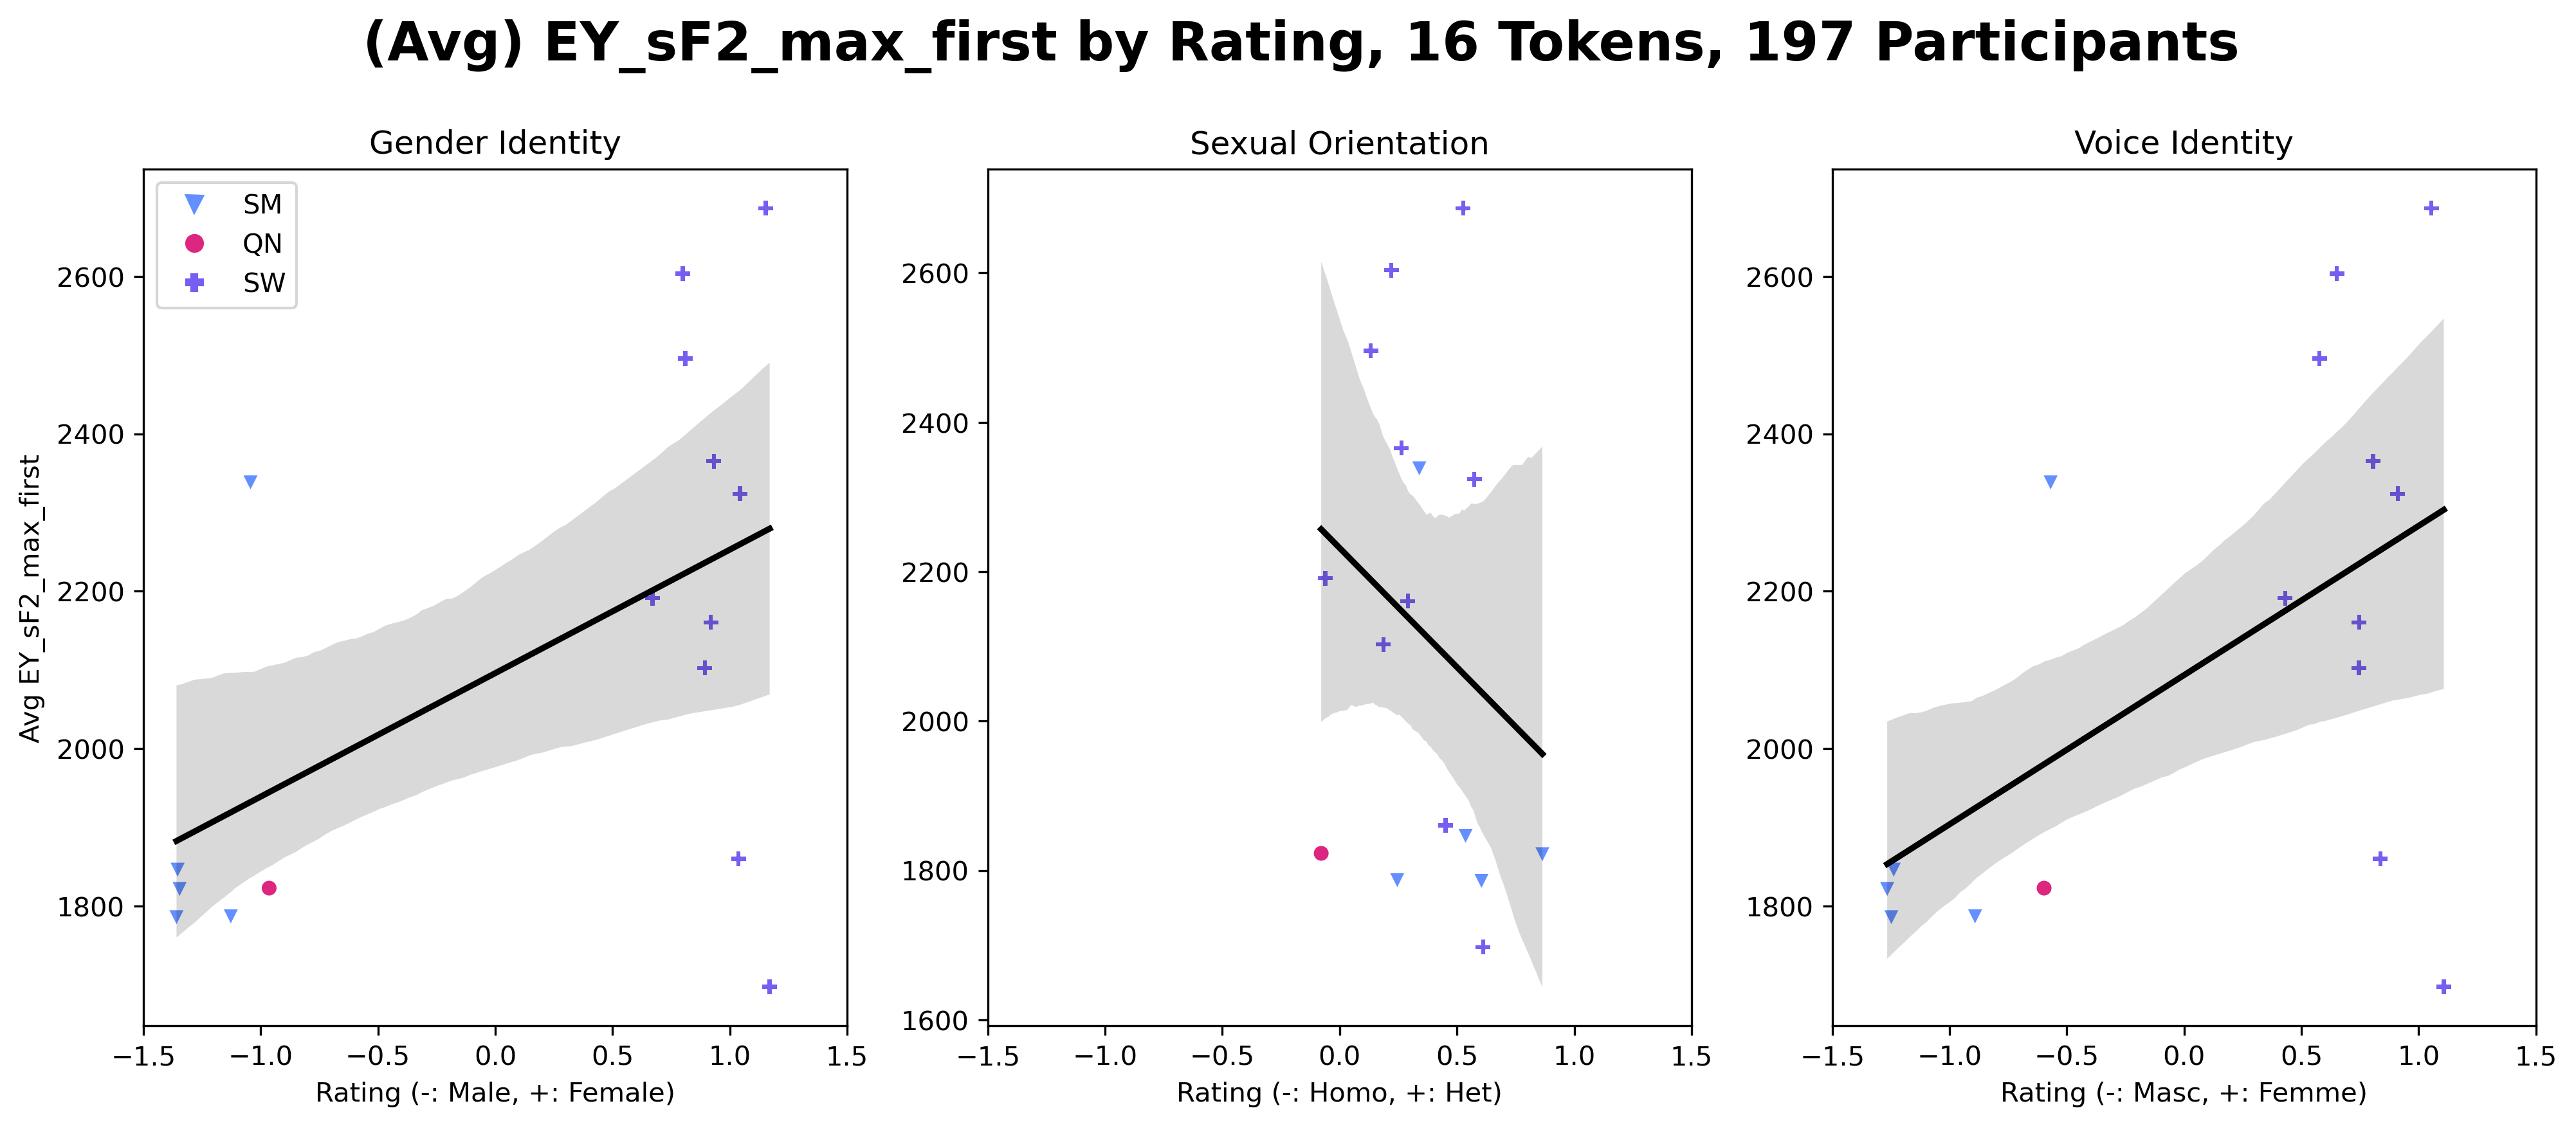 (Avg) EY_sF2_max_first by Rating, 16 Tokens, 197 Participants
Gender Identity
SM
QN
SW
Avg EY_sF2_max_first
2600
2400
2200
2000
1800
−1.5 −1.0 −0.5 0.0 0.5 1.0 1.5
Rating (-: Male, +: Female)
Sexual Orientation
2600
2400
2200
2000
1800
1600
−1.5 −1.0 −0.5 0.0 0.5 1.0 1.5
Rating (-: Homo, +: Het)
Voice Identity
2600
2400
2200
2000
1800
−1.5 −1.0 −0.5 0.0 0.5 1.0 1.5
Rating (-: Masc, +: Femme)